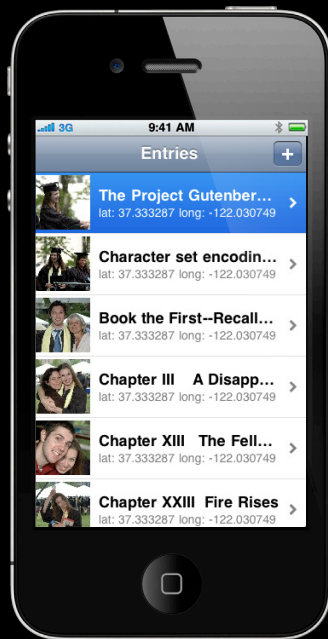 3G 9:41 AM
Entries +
The Project Gutenber...
lat: 37.333287 long: -122.030749
Character set encodin...
lat: 37.333287 long: -122.030749
Book the First--Recall...
lat: 37.333287 long: -122.030749
Chapter III A Disapp...
lat: 37.333287 long: -122.030749
Chapter XIII The Fell...
lat: 37.333287 long: -122.030749
Chapter XXIII Fire Rises
lat: 37.333287 long: -122.030749